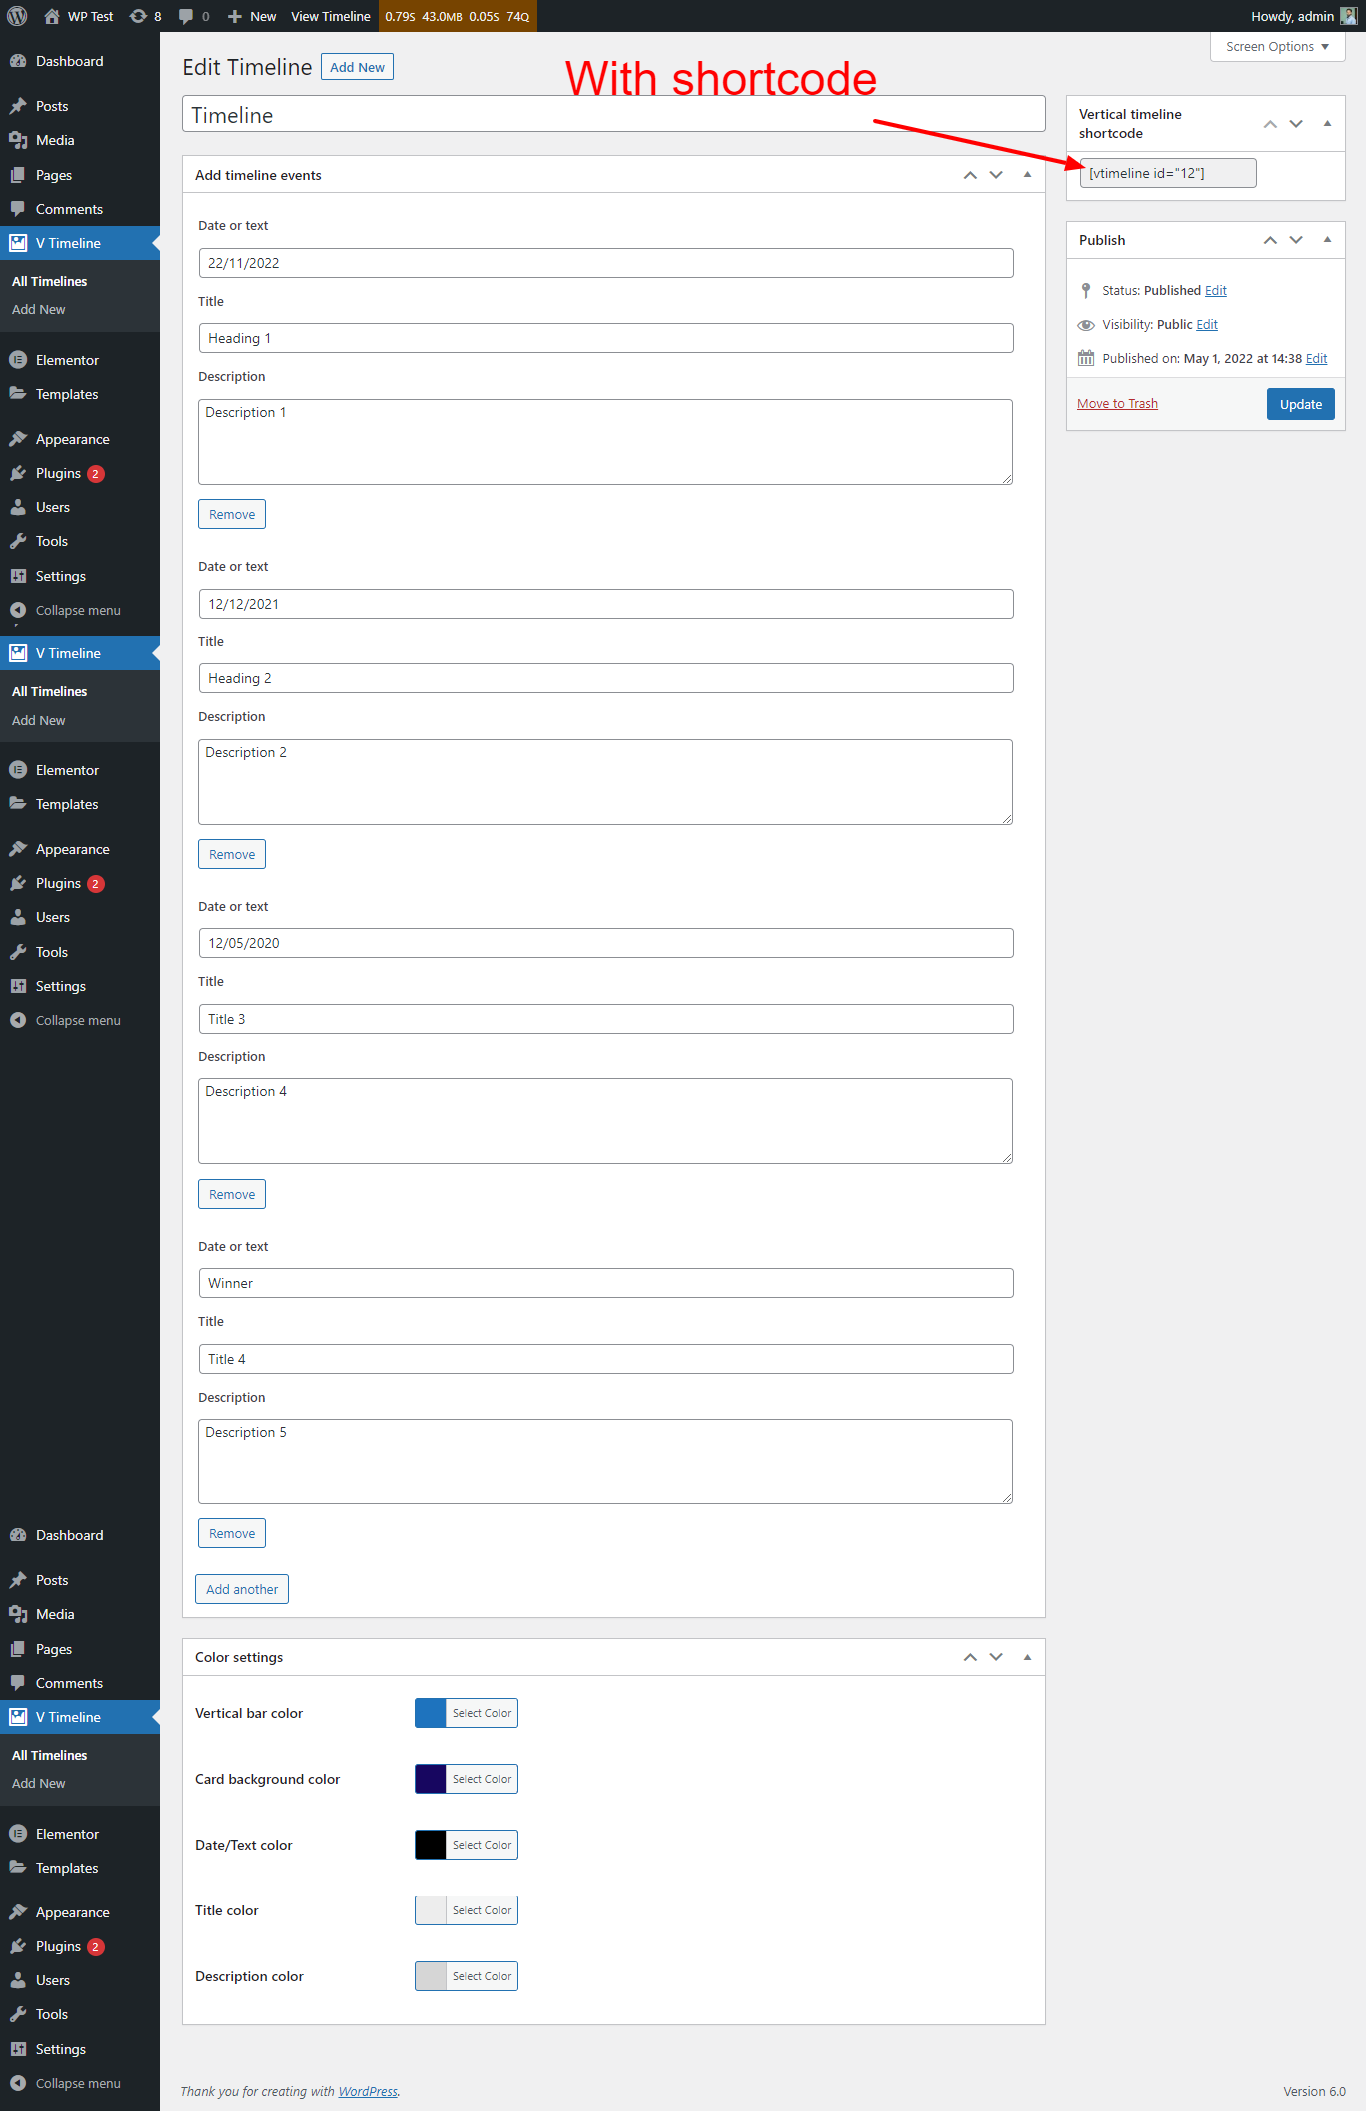 WP Test 8 0 New View Timeline 0.79S 43.0MB 0.05S 74Q Howdy, admin
Screen Options
Dashboard
Posts
Media
Pages
Comments
V Timeline
All Timelines
Add New
Elementor
Templates
Appearance
Plugins 2
Users
Tools
Settings
Collapse menu
V Timeline
All Timelines
Add New
Elementor
Templates
Appearance
Plugins 2
Users
Tools
Settings
Collapse menu
Dashboard
Posts
Media
Pages
Comments
V Timeline
All Timelines
Add New
Elementor
Templates
Appearance
Plugins 2
Users
Tools
Settings
Collapse menu
Edit Timeline Add New
With shortcode
Timeline
Add timeline events
Date or text
22/11/2022
Title
Heading 1
Description
Description 1
Remove
Date or text
12/12/2021
Title
Heading 2
Description
Description 2
Remove
Date or text
12/05/2020
Title
Title 3
Description
Description 4
Remove
Date or text
Winner
Title
Title 4
Description
Description 5
Remove
Add another
Color settings
Vertical bar color Select Color
Card background color Select Color
Date/Text color Select Color
Title color Select Color
Description color Select Color
Vertical timeline
shortcode
[vtimeline id="12"]
Publish
Status: Published Edit
Visibility: Public Edit
Published on: May 1, 2022 at 14:38 Edit
Move to Trash Update
Thank you for creating with WordPress. Version 6.0